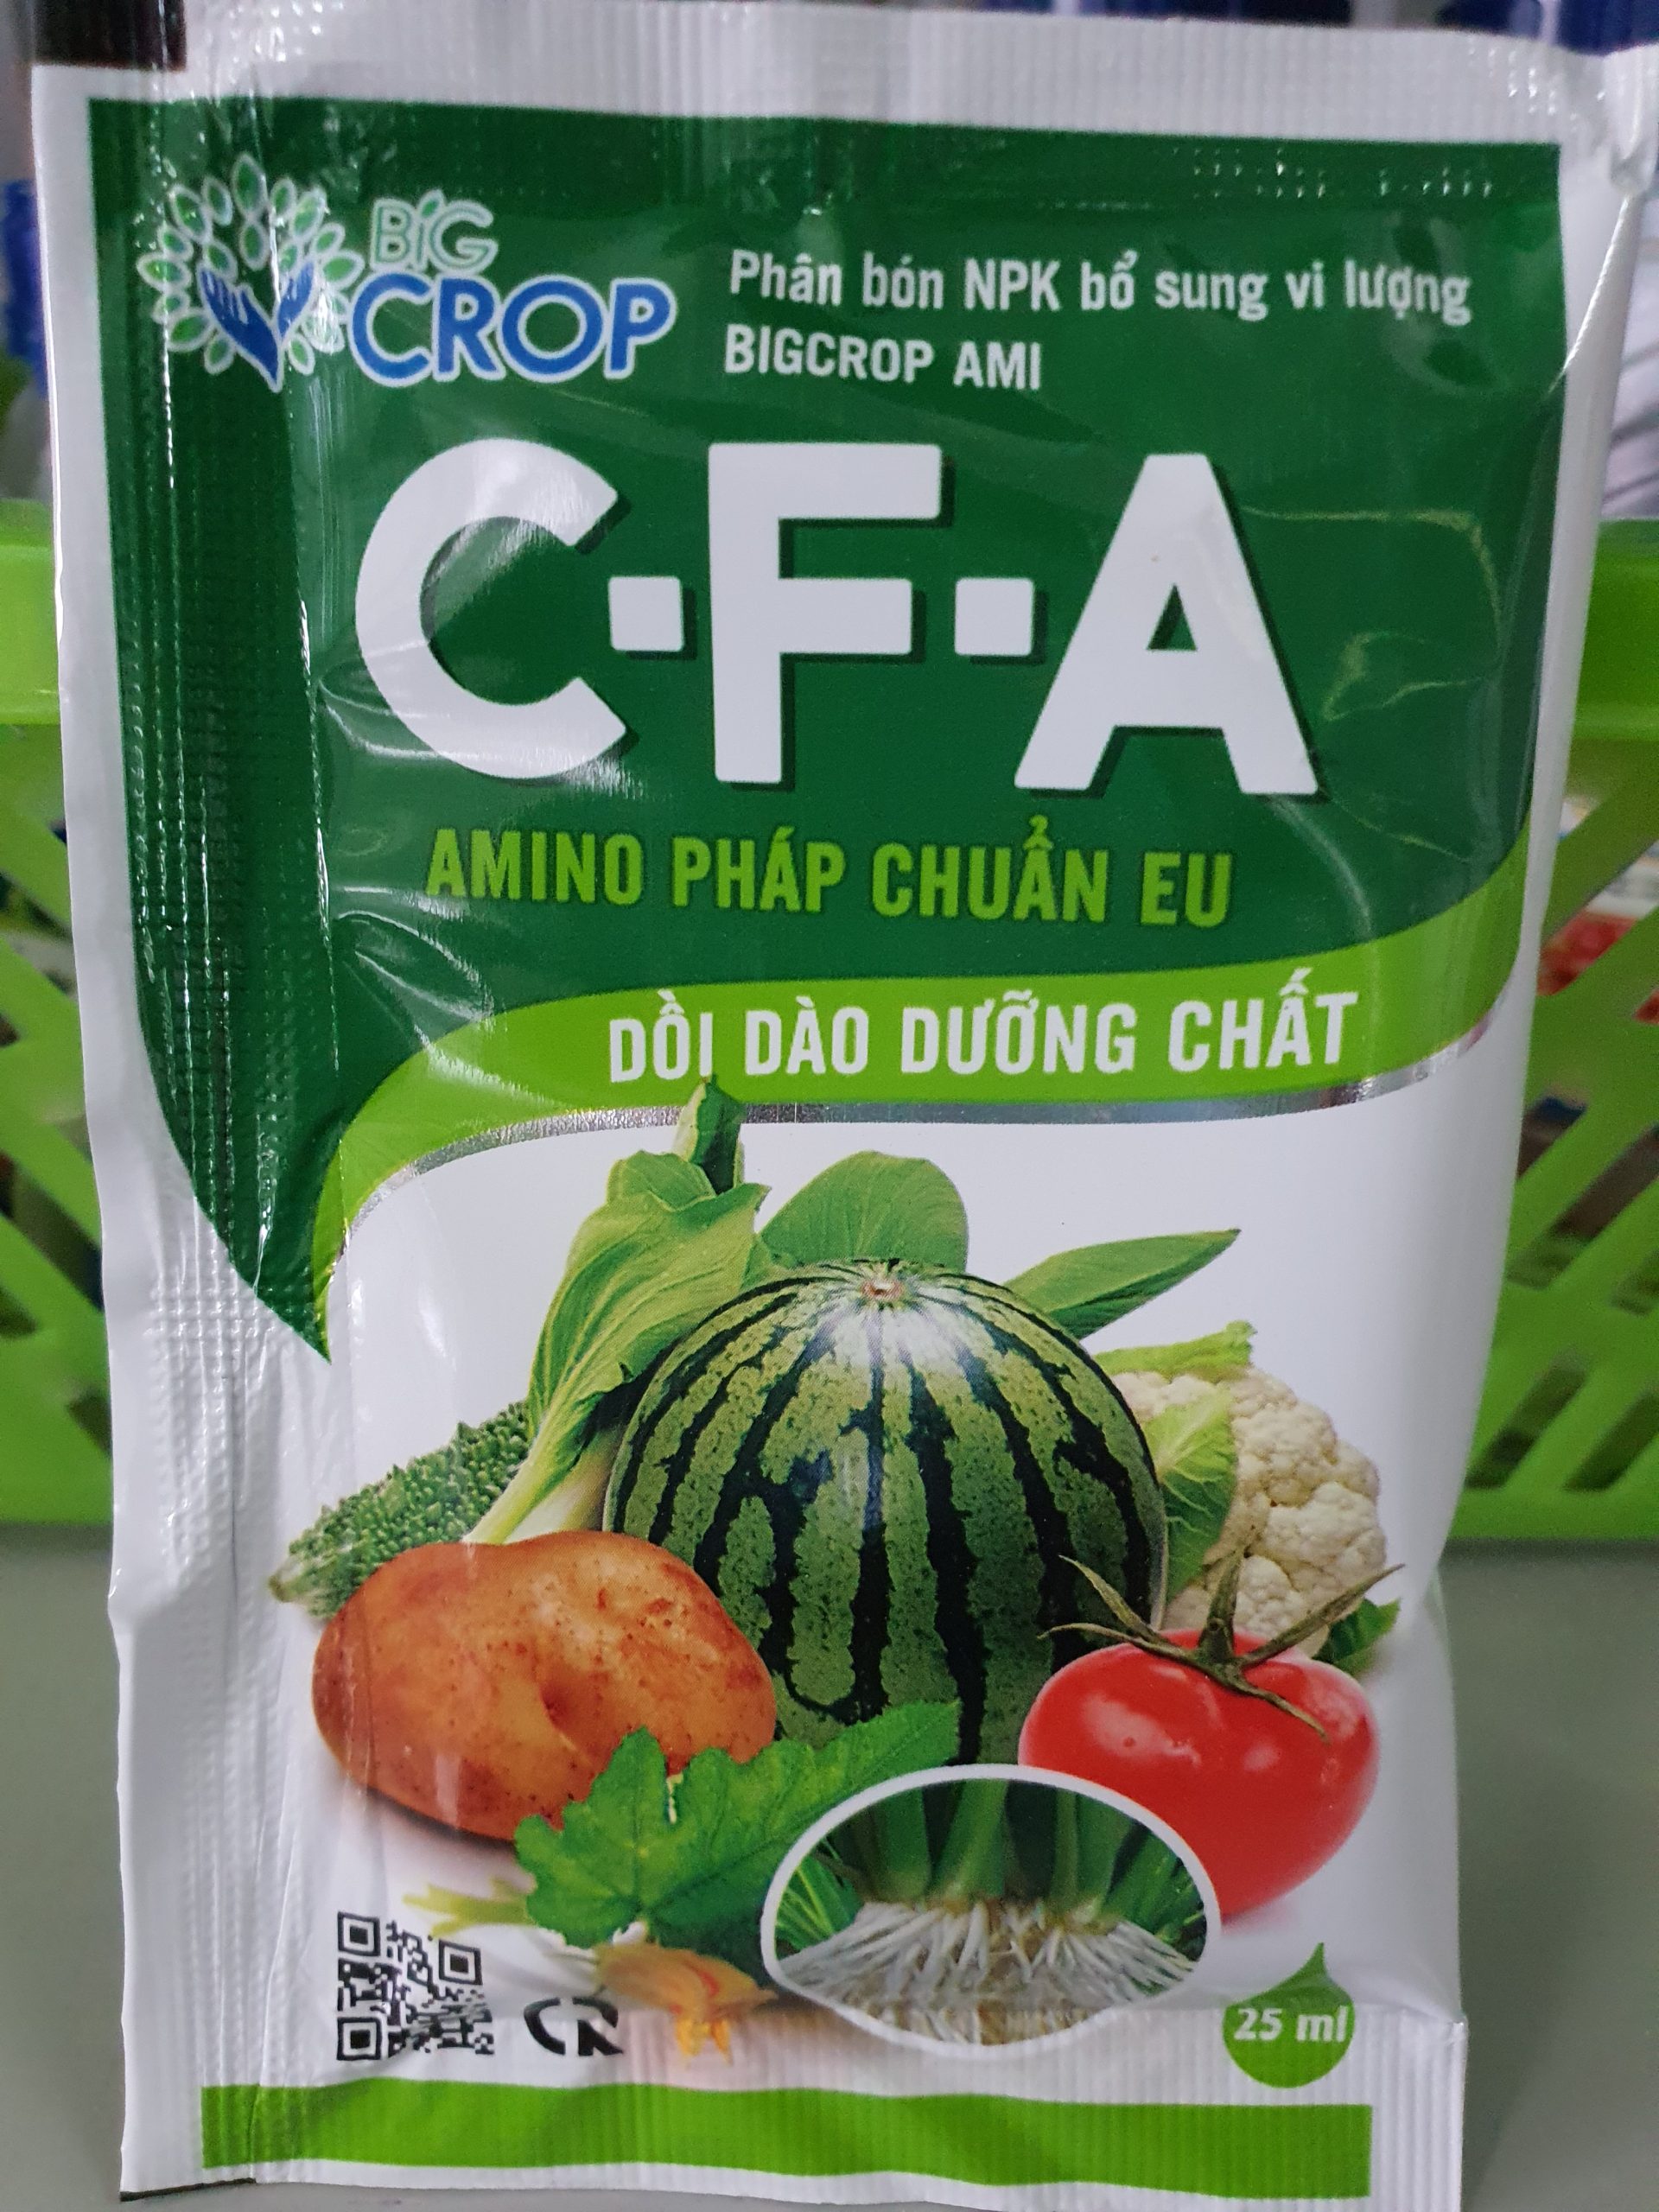 BIG
CROP
Phân bón NPK bổ sung vi lượng
BIGCROP AMI
C·F·A
AMINO PHÁP CHUẨN EU
DỒI DÀO DƯỠNG CHẤT
CR
25 ml